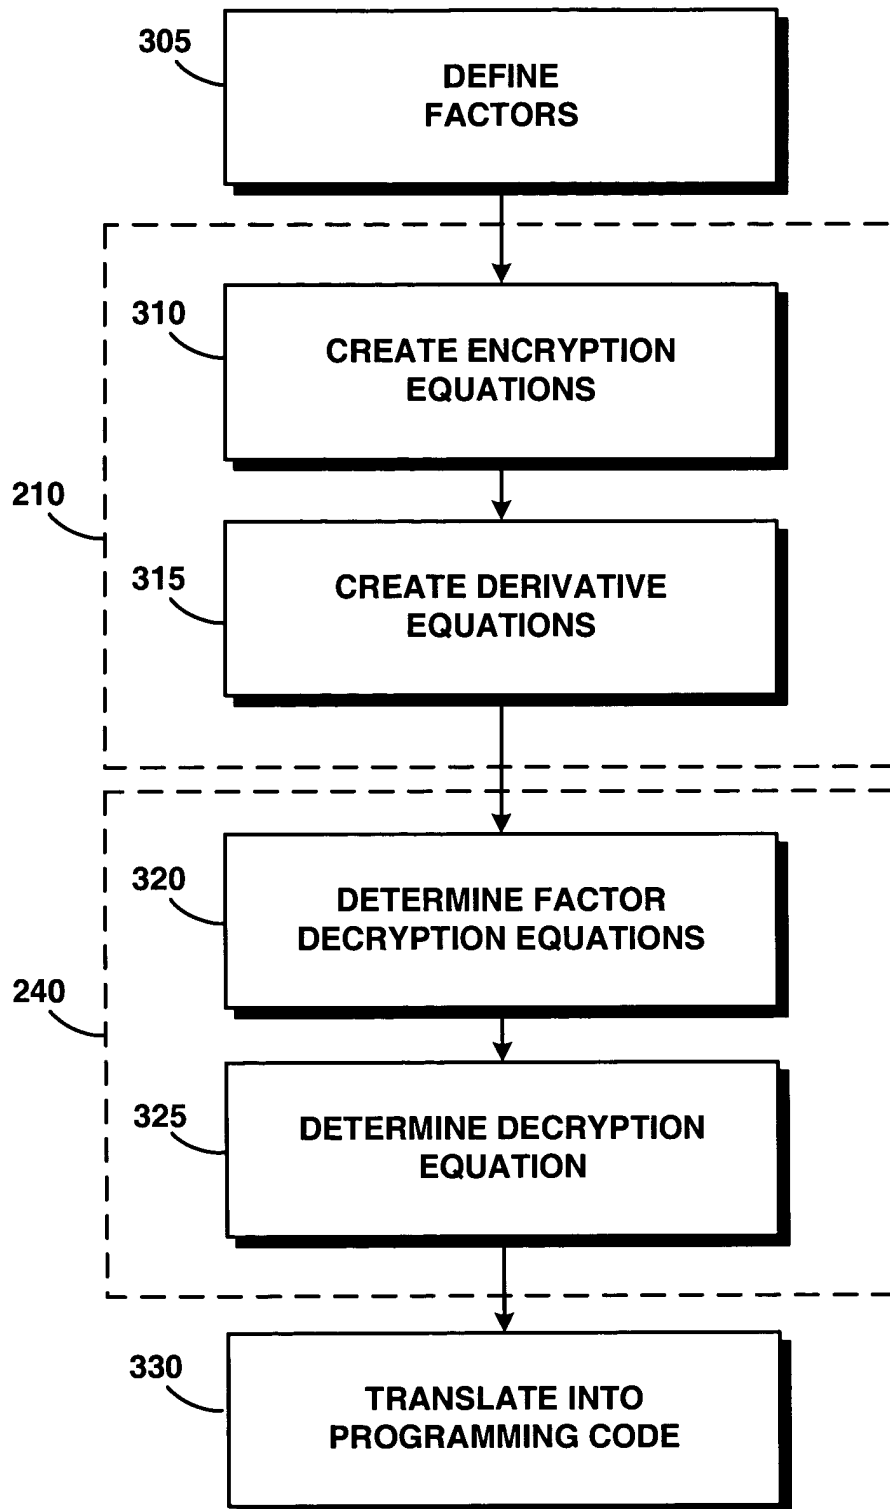 305
DEFINE
FACTORS
310
CREATE ENCRYPTION
EQUATIONS
210
315
CREATE DERIVATIVE
EQUATIONS
320
DETERMINE FACTOR
DECRYPTION EQUATIONS
240
325
DETERMINE DECRYPTION
EQUATION
330
TRANSLATE INTO
PROGRAMMING CODE